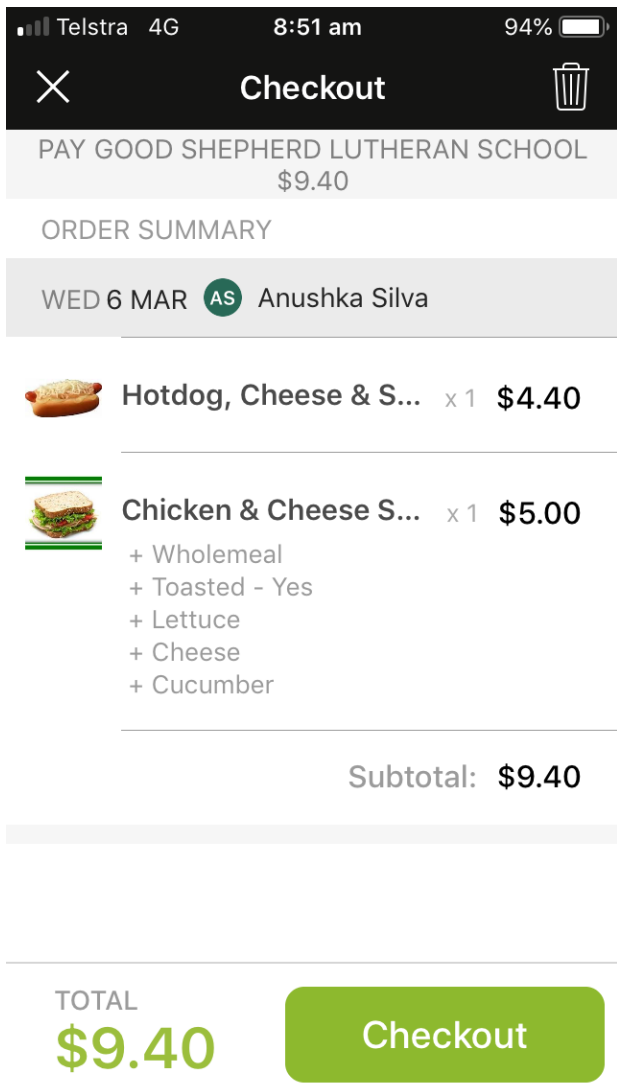 Telstra 4G 8:51 am 94%
Checkout
PAY GOOD SHEPHERD LUTHERAN SCHOOL
$9.40
ORDER SUMMARY
WED 6 MAR AS Anushka Silva
Hotdog, Cheese & S... x 1 $4.40
Chicken & Cheese S... x 1 $5.00
+ Wholemeal
+ Toasted - Yes
+ Lettuce
+ Cheese
+ Cucumber
Subtotal: $9.40
TOTAL
$9.40
Checkout